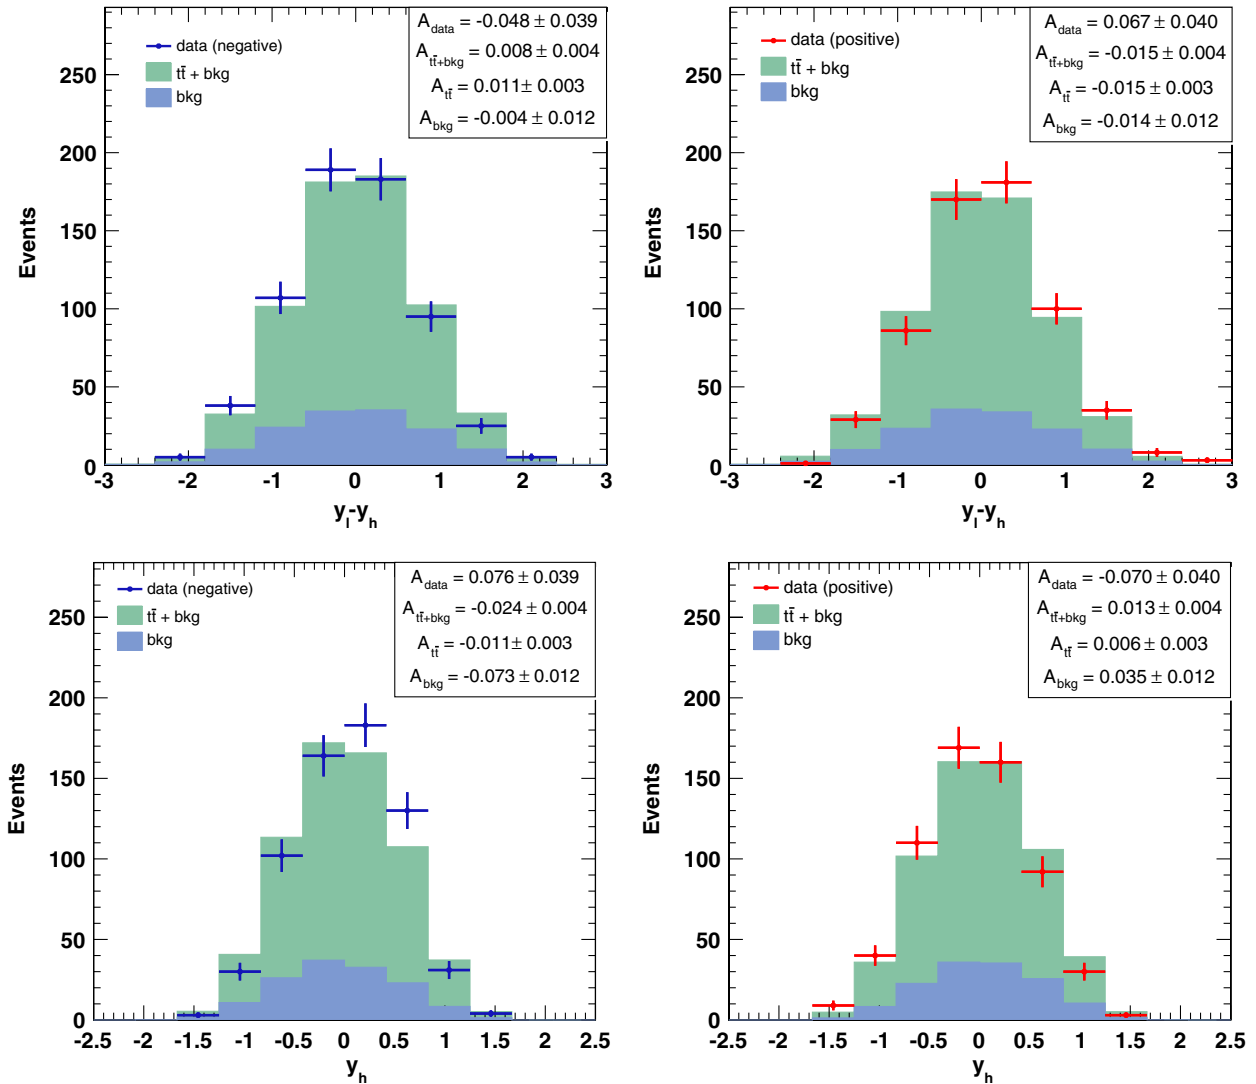 A_data = -0.048 ± 0.039
data (negative)
A_tt̄+bkg = 0.008 ± 0.004
tt̄ + bkg
A_tt̄ = 0.011 ± 0.003
bkg
A_bkg = -0.004 ± 0.012
Events
250
200
150
100
50
0
-3 -2 -1 0 1 2 3
y_l-y_h
A_data = 0.067 ± 0.040
data (positive)
A_tt̄+bkg = -0.015 ± 0.004
tt̄ + bkg
A_tt̄ = -0.015 ± 0.003
bkg
A_bkg = -0.014 ± 0.012
Events
250
200
150
100
50
0
-3 -2 -1 0 1 2 3
y_l-y_h
A_data = 0.076 ± 0.039
data (negative)
A_tt̄+bkg = -0.024 ± 0.004
tt̄ + bkg
A_tt̄ = -0.011 ± 0.003
bkg
A_bkg = -0.073 ± 0.012
Events
250
200
150
100
50
0
-2.5 -2 -1.5 -1 -0.5 0 0.5 1 1.5 2 2.5
y_h
A_data = -0.070 ± 0.040
data (positive)
A_tt̄+bkg = 0.013 ± 0.004
tt̄ + bkg
A_tt̄ = 0.006 ± 0.003
bkg
A_bkg = 0.035 ± 0.012
Events
250
200
150
100
50
0
-2.5 -2 -1.5 -1 -0.5 0 0.5 1 1.5 2 2.5
y_h